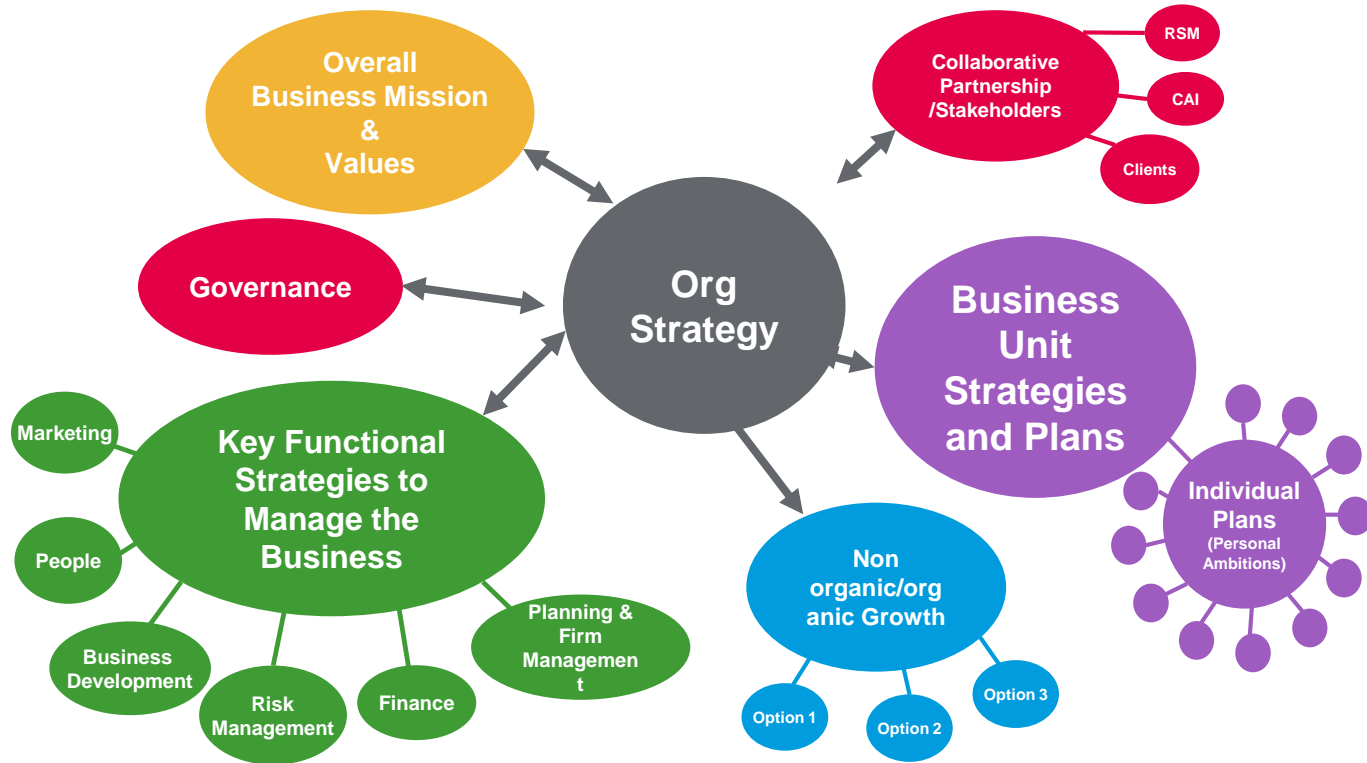 Overall
Business Mission
&
Values
Collaborative
Partnership
/Stakeholders
RSM
CAI
Clients
Governance
Org
Strategy
Business
Unit
Strategies
and Plans
Individual
Plans
(Personal
Ambitions)
Key Functional
Strategies to
Manage the
Business
Marketing
People
Business
Development
Risk
Management
Finance
Planning &
Firm
Managemen
t
Non
organic/org
anic Growth
Option 1
Option 2
Option 3